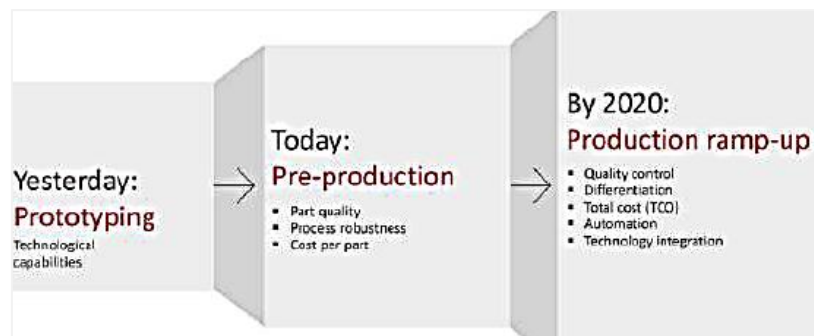 Yesterday:
Prototyping
Technological
capabilities
Today:
Pre-production
▪ Part quality
▪ Process robustness
▪ Cost per part
By 2020:
Production ramp-up
▪ Quality control
▪ Differentiation
▪ Total cost (TCO)
▪ Automation
▪ Technology integration